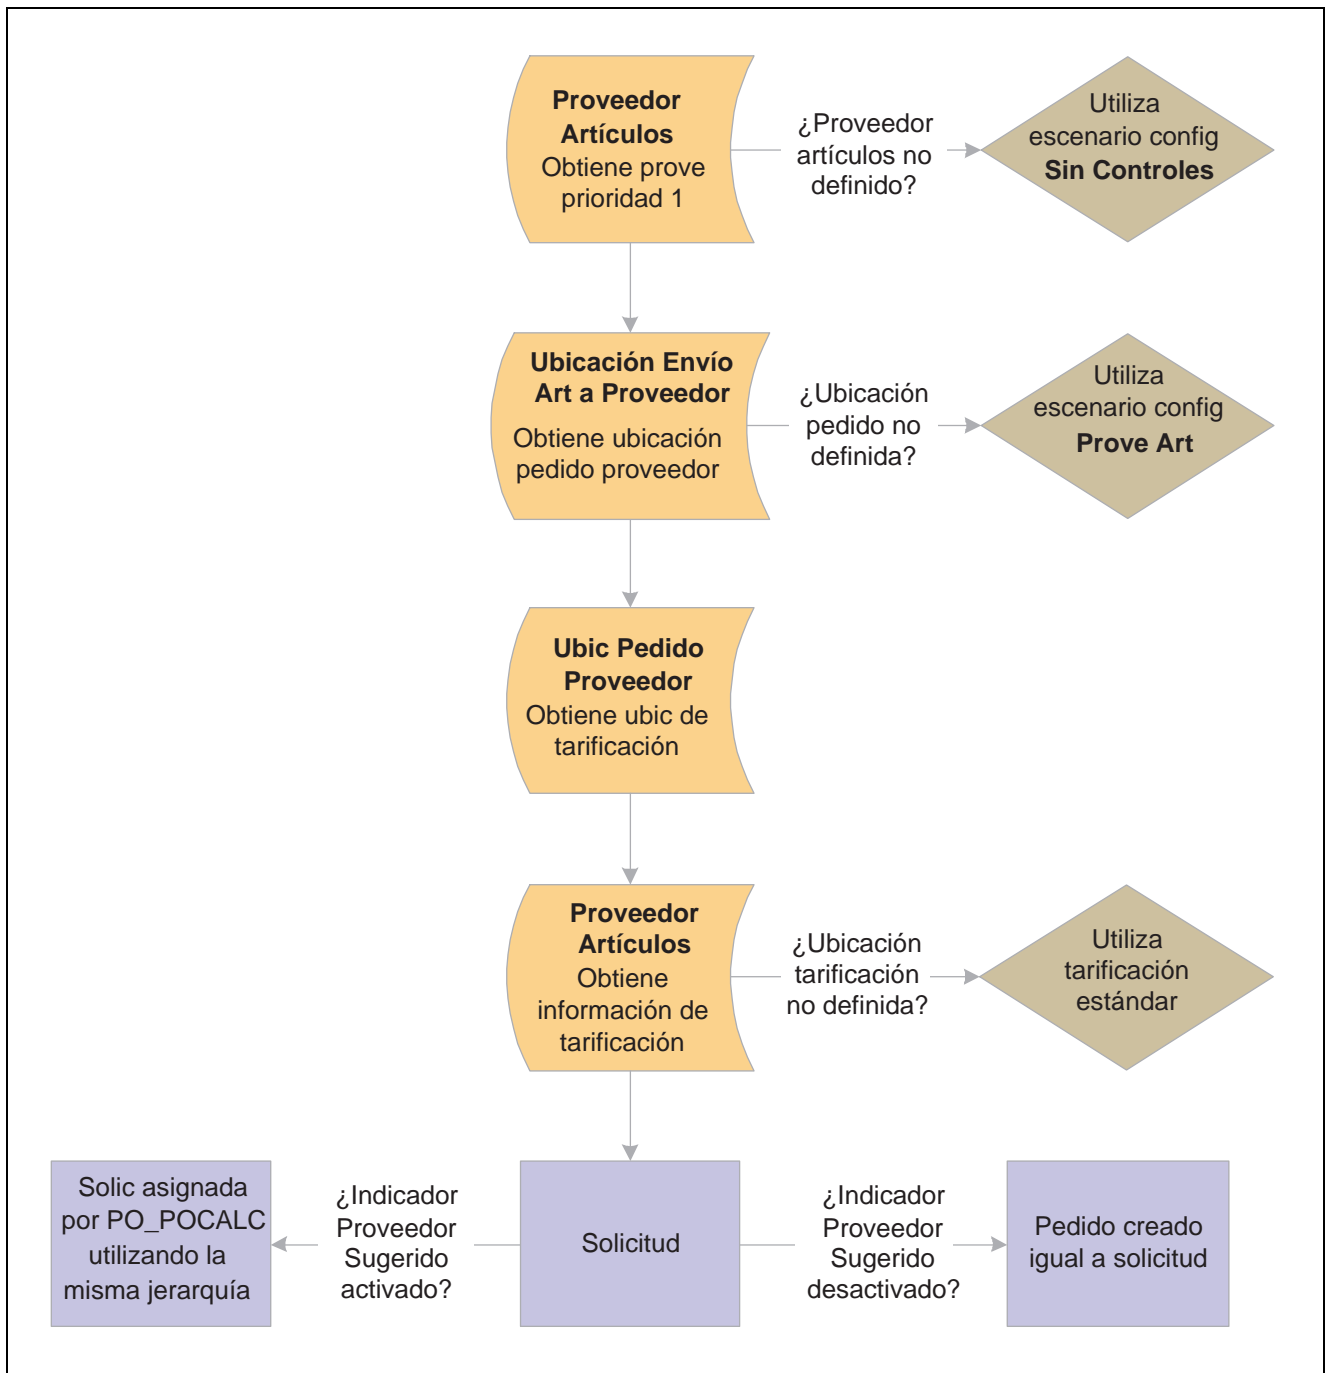 Proveedor
Artículos
Obtiene prove
prioridad 1
¿Proveedor
artículos no
definido?
Utiliza
escenario config
Sin Controles
Ubicación Envío
Art a Proveedor
Obtiene ubicación
pedido proveedor
¿Ubicación
pedido no
definida?
Utiliza
escenario config
Prove Art
Ubic Pedido
Proveedor
Obtiene ubic de
tarificación
Proveedor
Artículos
Obtiene
información de
tarificación
¿Ubicación
tarificación
no definida?
Utiliza
tarificación
estándar
Solic asignada
por PO_POCALC
utilizando la
misma jerarquía
¿Indicador
Proveedor
Sugerido
activado?
Solicitud
¿Indicador
Proveedor
Sugerido
desactivado?
Pedido creado
igual a solicitud